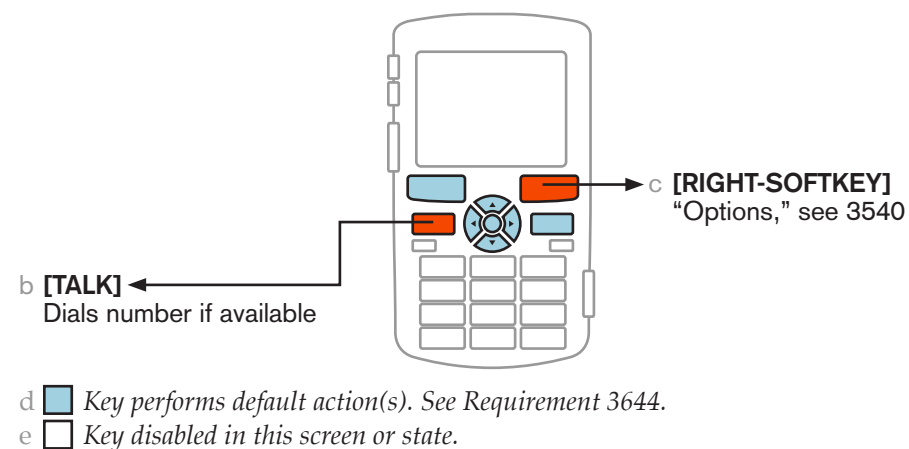 c [RIGHT-SOFTKEY]
“Options,” see 3540
b [TALK]
Dials number if available
d Key performs default action(s). See Requirement 3644.
e Key disabled in this screen or state.